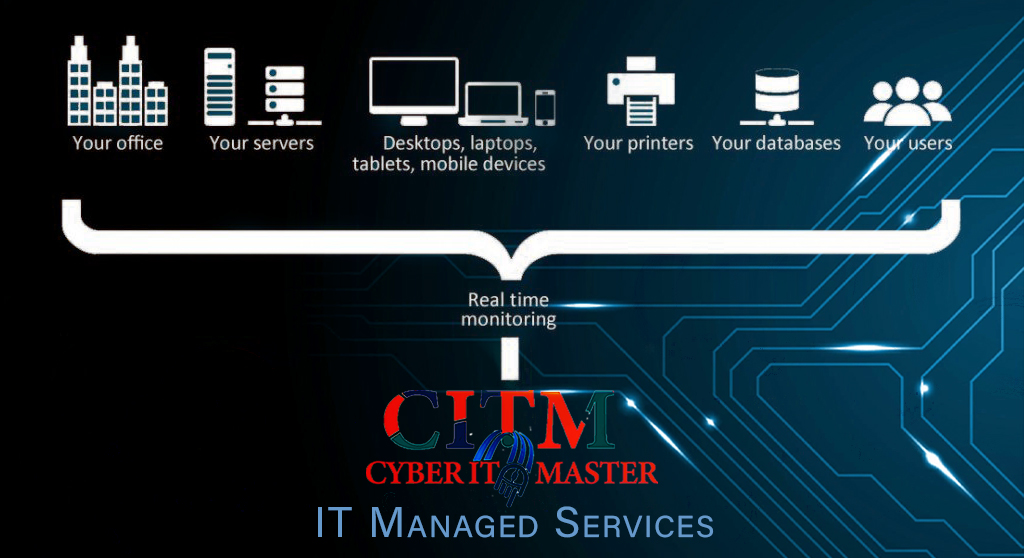 Your office
Your servers
Desktops, laptops,
tablets, mobile devices
Your printers
Your databases
Your users
Real time
monitoring
CITM
CYBER IT MASTER
IT MANAGED SERVICES